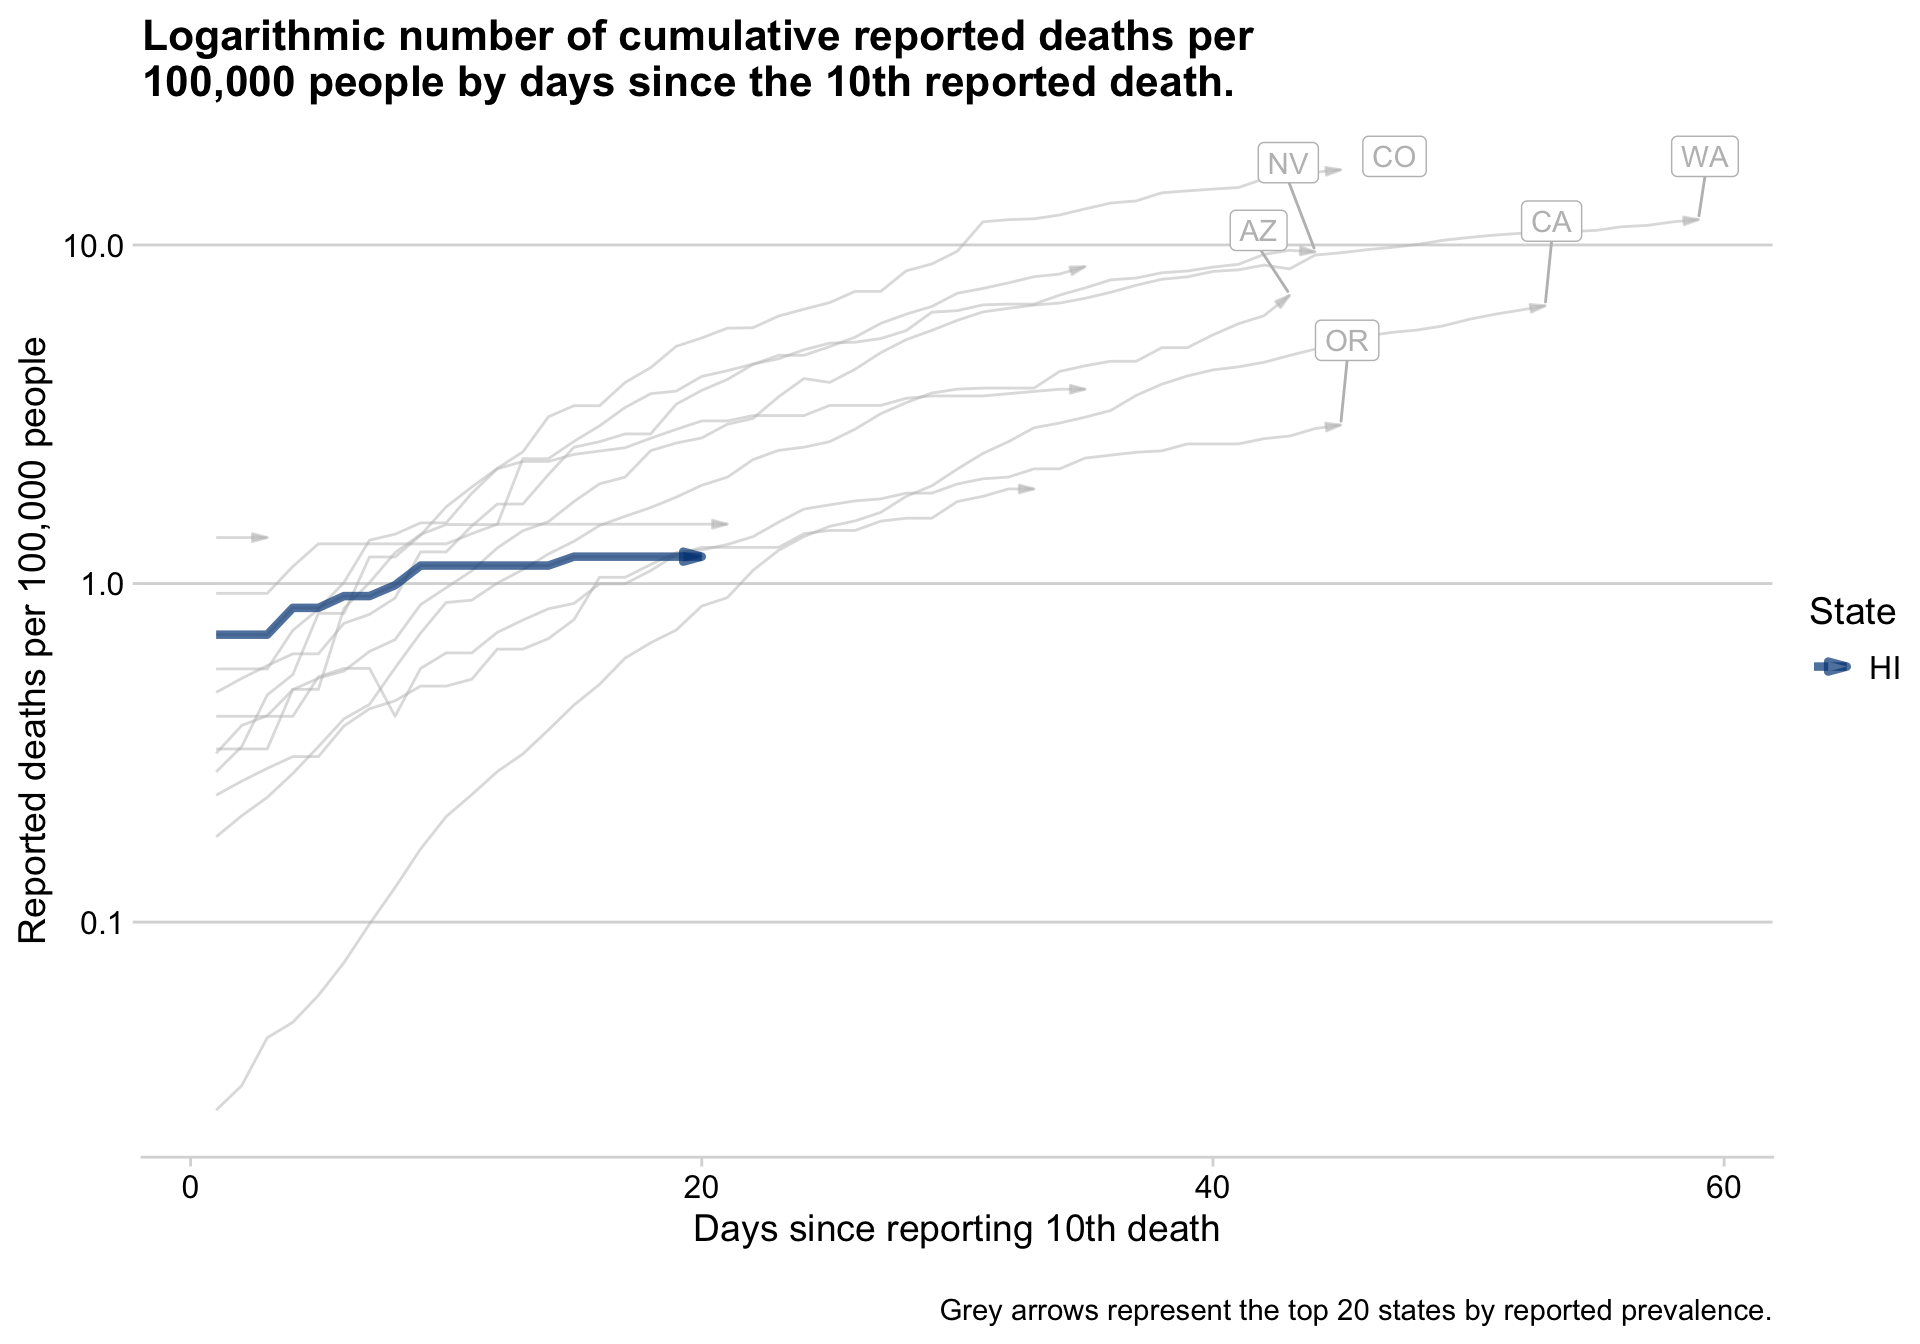 Logarithmic number of cumulative reported deaths per
100,000 people by days since the 10th reported death.
NV
CO
WA
AZ
CA
OR
10.0
1.0
0.1
Reported deaths per 100,000 people
State
HI
0
20
40
60
Days since reporting 10th death
Grey arrows represent the top 20 states by reported prevalence.